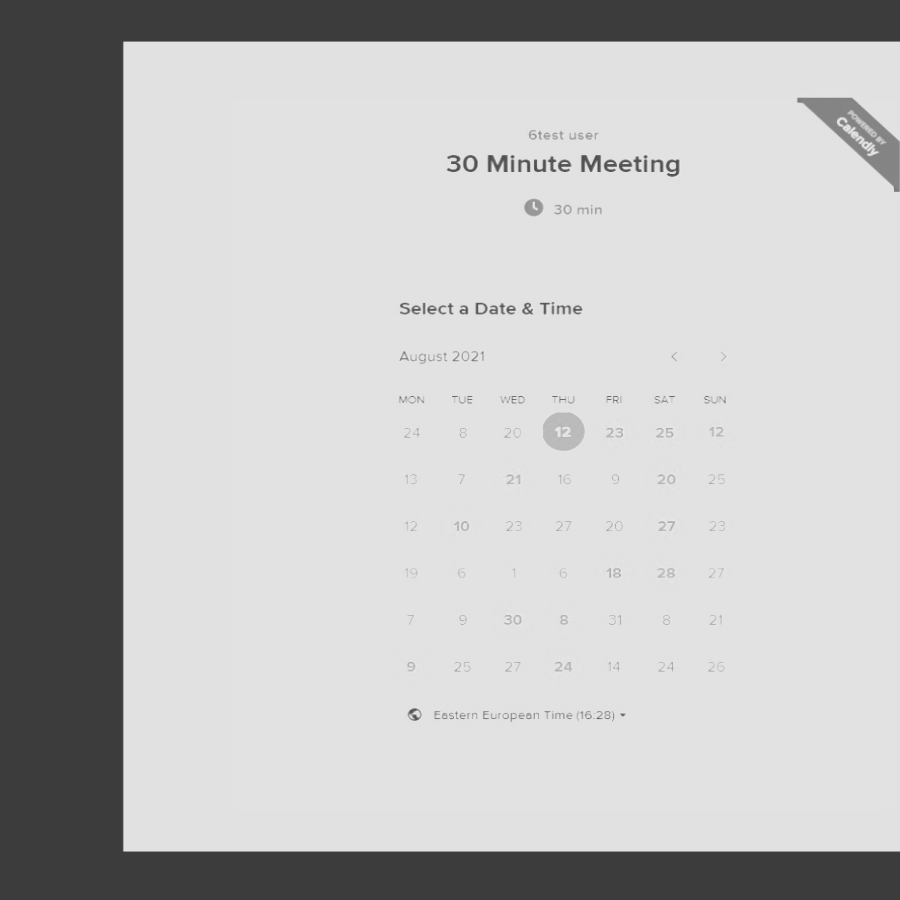 POWERED BY
Calendly
6test user
30 Minute Meeting
30 min
Select a Date & Time
August 2021
MON TUE WED THU FRI SAT SUN
24 8 20 12 23 25 12
13 7 21 16 9 20 25
12 10 23 27 20 27 23
19 6 1 6 18 28 27
7 9 30 8 31 8 21
9 25 27 24 14 24 26
Eastern European Time (16:28)